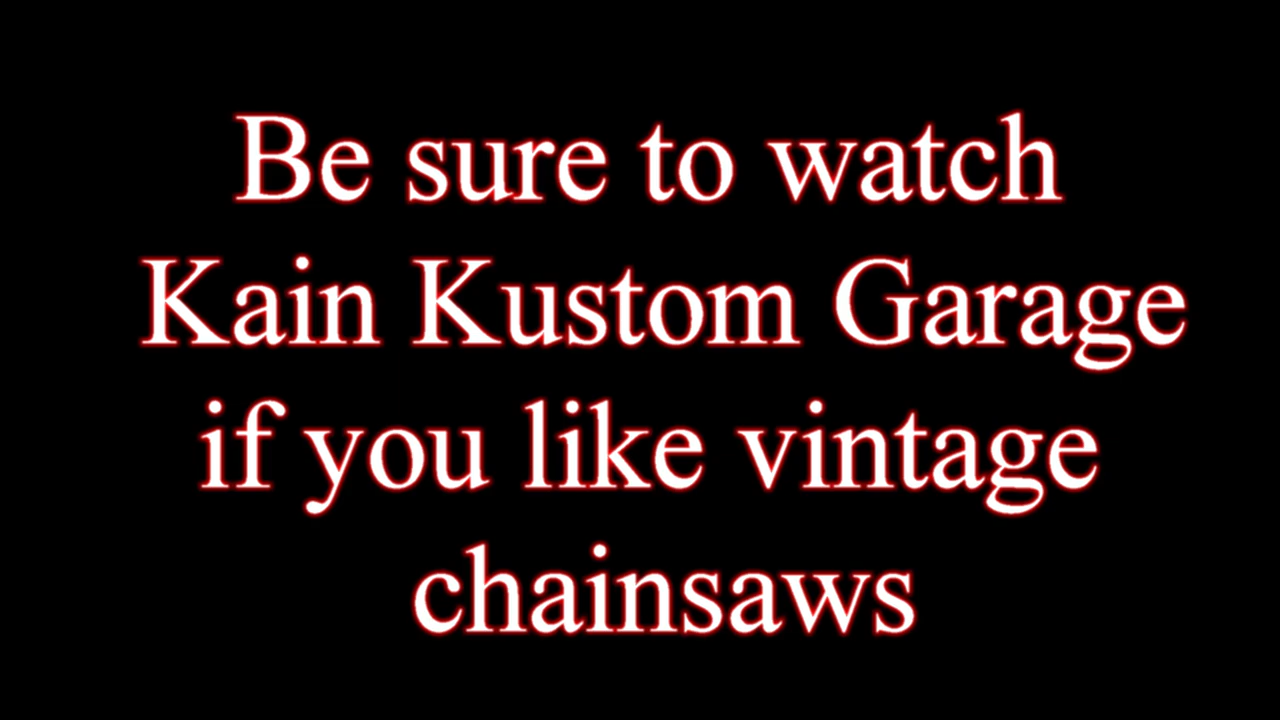 Be sure to watch
Kain Kustom Garage
if you like vintage
chainsaws